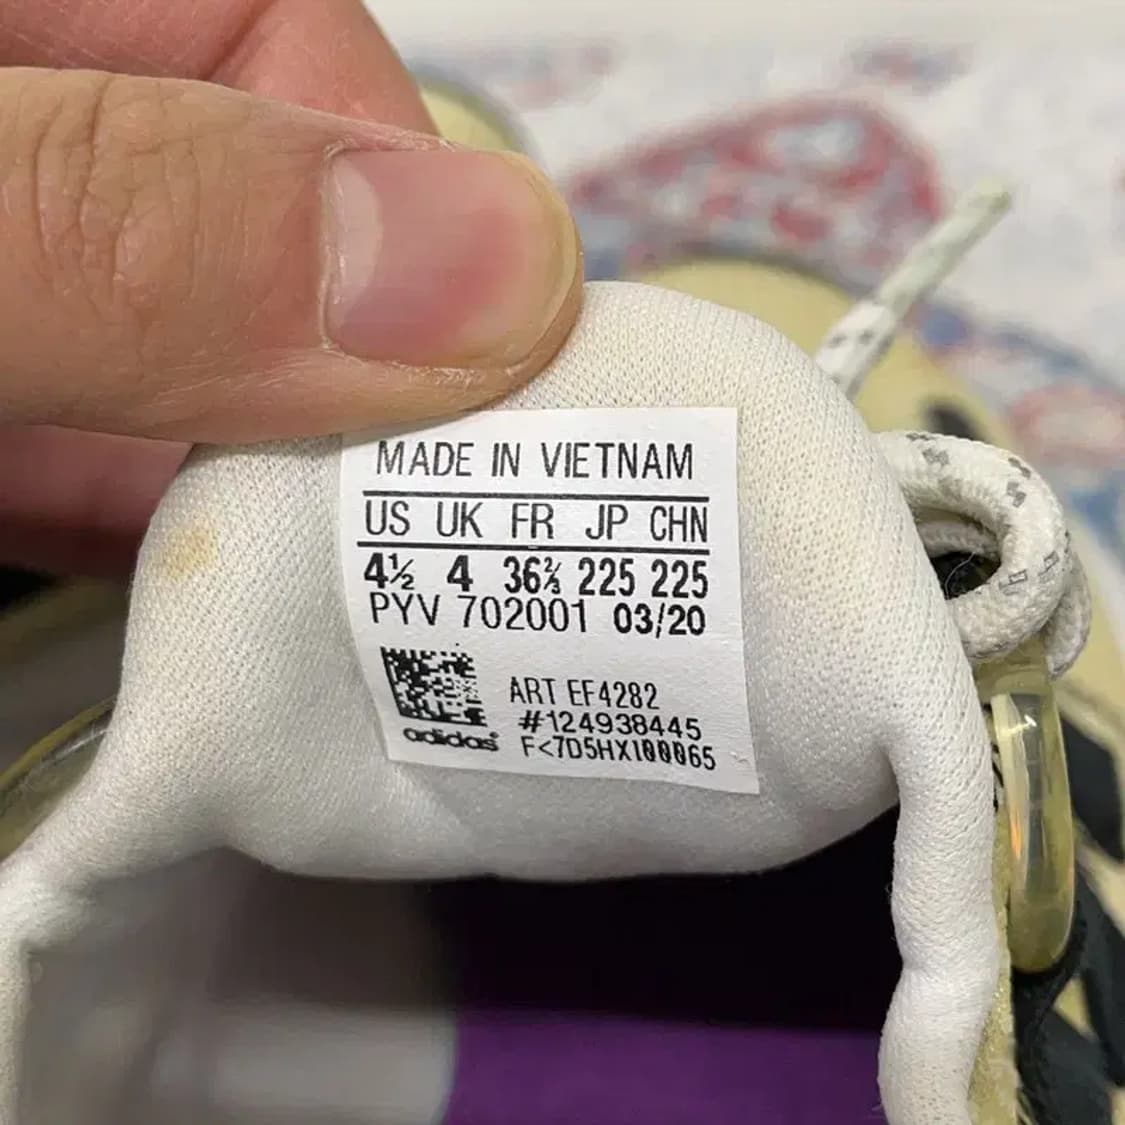 MADE IN VIETNAM
US UK FR JP CHN
4½ 4 36⅔ 225 225
PYV 702001 03/20
ART EF4282
#124938445
adidas F<7D5HX100065